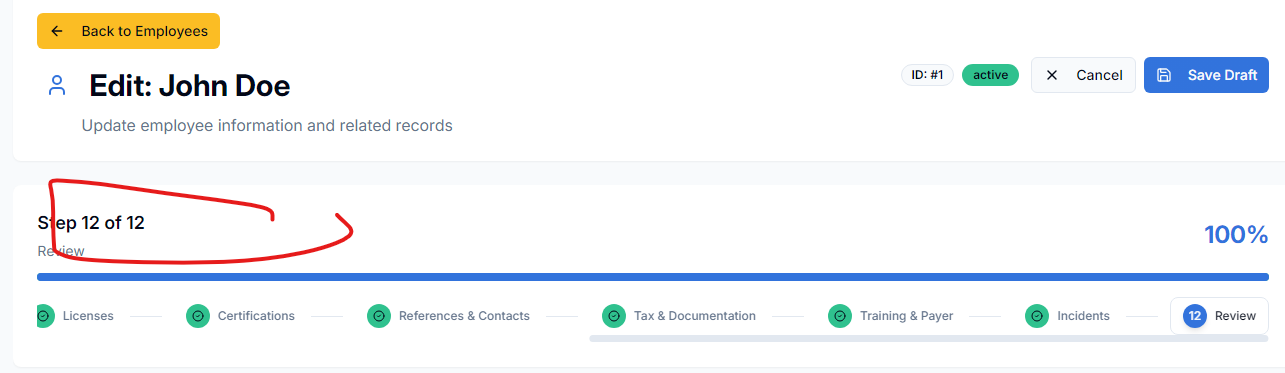 Back to Employees
Edit: John Doe
ID: #1
active
Cancel
Save Draft
Update employee information and related records
Step 12 of 12
Review
100%
Licenses
Certifications
References & Contacts
Tax & Documentation
Training & Payer
Incidents
12 Review